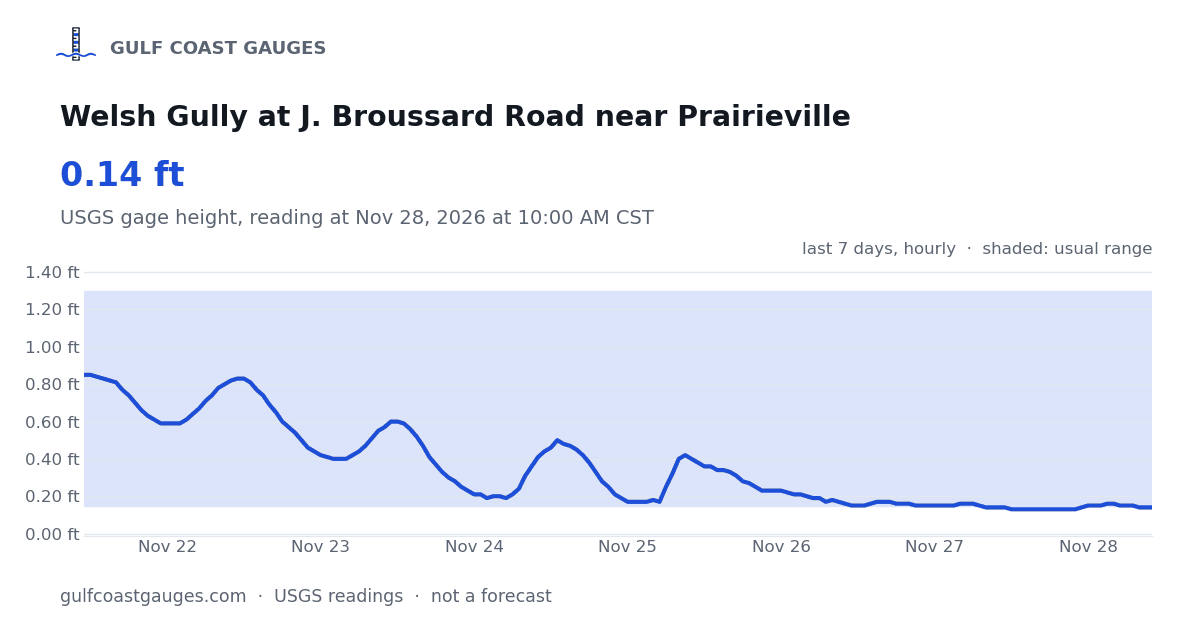 GULF COAST GAUGES
Welsh Gully at J. Broussard Road near Prairieville
0.14 ft
USGS gage height, reading at Nov 28, 2026 at 10:00 AM CST
last 7 days, hourly · shaded: usual range
1.40 ft
1.20 ft
1.00 ft
0.80 ft
0.60 ft
0.40 ft
0.20 ft
0.00 ft
Nov 22 Nov 23 Nov 24 Nov 25 Nov 26 Nov 27 Nov 28
gulfcoastgauges.com · USGS readings · not a forecast